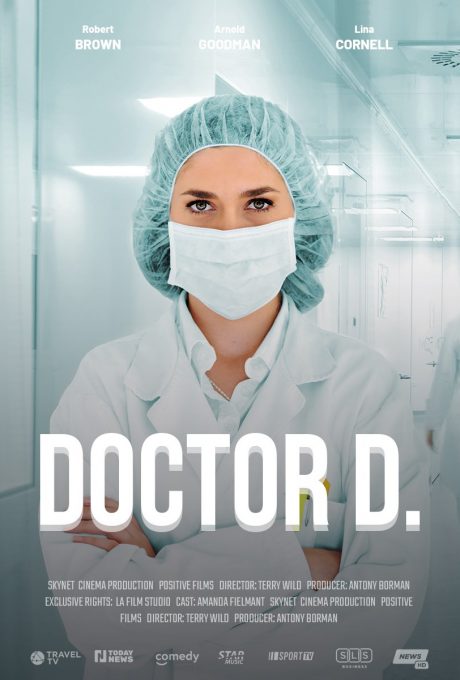 Robert Arnold Lina
BROWN GOODMAN CORNELL
DOCTOR D.
SKYNET CINEMA PRODUCTION POSITIVE FILMS DIRECTOR: TERRY WILD PRODUCER: ANTONY BORMAN
EXCLUSIVE RIGHTS: LA FILM STUDIO CAST: AMANDA FIELMANT SKYNET CINEMA PRODUCTION POSITIVE
FILMS DIRECTOR: TERRY WILD PRODUCER: ANTONY BORMAN
TRAVEL TV
TODAY NEWS
comedy
STAR MUSIC
SPORT TV
SLS BUSINESS
NEWS HD